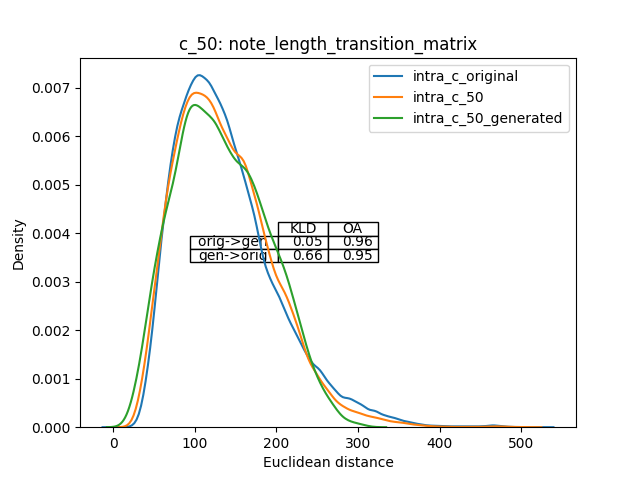 c_50: note_length_transition_matrix
intra_c_original
intra_c_50
intra_c_50_generated
KLD OA
orig->gen 0.05 0.96
gen->orig 0.66 0.95
Density
0.007
0.006
0.005
0.004
0.003
0.002
0.001
0.000
0 100 200 300 400 500
Euclidean distance